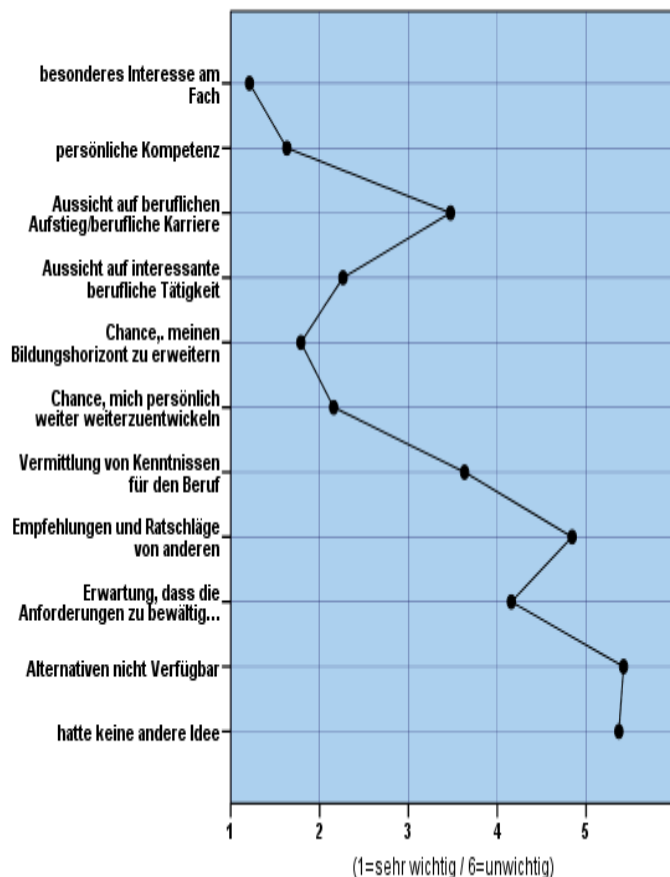 besonderes Interesse am
Fach
persönliche Kompetenz
Aussicht auf beruflichen
Aufstieg/berufliche Karriere
Aussicht auf interessante
berufliche Tätigkeit
Chance,. meinen
Bildungshorizont zu erweitern
Chance, mich persönlich
weiter weiterzuentwickeln
Vermittlung von Kenntnissen
für den Beruf
Empfehlungen und Ratschläge
von anderen
Erwartung, dass die
Anforderungen zu bewältig...
Alternativen nicht Verfügbar
hatte keine andere Idee
1 2 3 4 5
(1=sehr wichtig / 6=unwichtig)